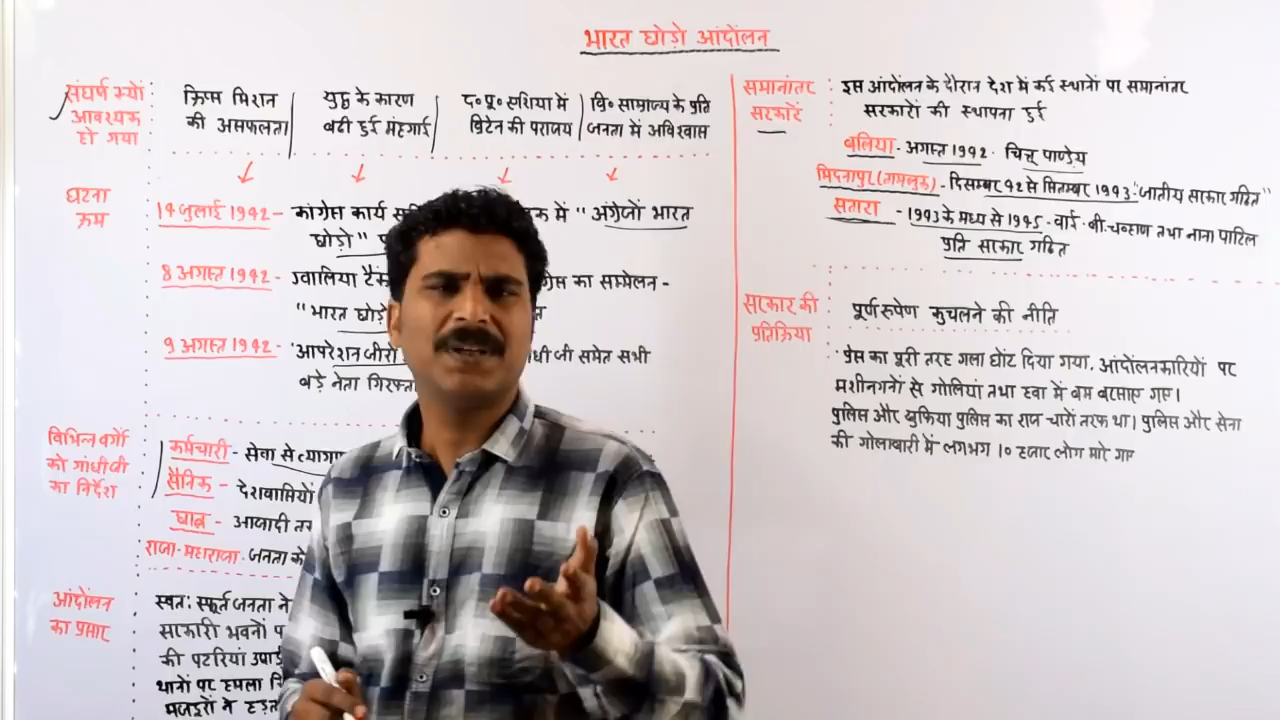 भारत छोड़ो आंदोलन
संघर्ष क्यों
आवश्यक
हो गया
क्रिप्स मिशन
की असफलता
युद्ध के कारण
बढी हुई मंहगाई
द॰पू॰ एशिया में
ब्रिटेन की पराजय
ब्रि॰ साम्राज्य के प्रति
जनता में अविश्वास
घटना
क्रम
14 जुलाई 1942 - कांग्रेस कार्य में "अंग्रेजों भारत
छोड़ो"
8 अगस्त 1942 - ग्वालिया टैंक का सम्मेलन -
"भारत छोड़ो
9 अगस्त 1942 - 'आपरेशन जीरो समेत सभी
बड़े नेता
विभिन्न वर्गो
को गांधीजी
का निर्देश
कर्मचारी - सेवा से
सैनिक - देशवासियों
छात्र - आजादी
राजा-महाराजा - जनता को
आंदोलन
का प्रसार
स्वतः स्फूर्त जनता ने
सरकारी भवनों
की पटरियां
थानों पर हमला
मजदूरों ने
समानांतर
सरकारें
: इस आंदोलन के दौरान देश में कई स्थानों पर समानांतर
सरकारों की स्थापना हुई
बलिया - अगस्त 1942 - चित्तू पाण्डेय
मिदनापुर (तामलुक) - दिसम्बर 42 से सितम्बर 1943 "जातीय सरकार गठित"
सतारा - 1943 के मध्य से 1945 - वाई. बी. चव्हाण तथा नाना पाटिल
प्रति सरकार गठित
सरकार की
प्रतिक्रिया
: पूर्णरुपेण कुचलने की नीति
प्रेस का पूरी तरह गला घोंट दिया गया, आंदोलनकारियों पर
मशीनगनों से गोलियां तथा हवा में बम बरसाए गए।
पुलिस और खुफिया पुलिस का राज चारों तरफ था। पुलिस और सेना
की गोलाबारी में लगभग 10 हजार लोग मारे गए